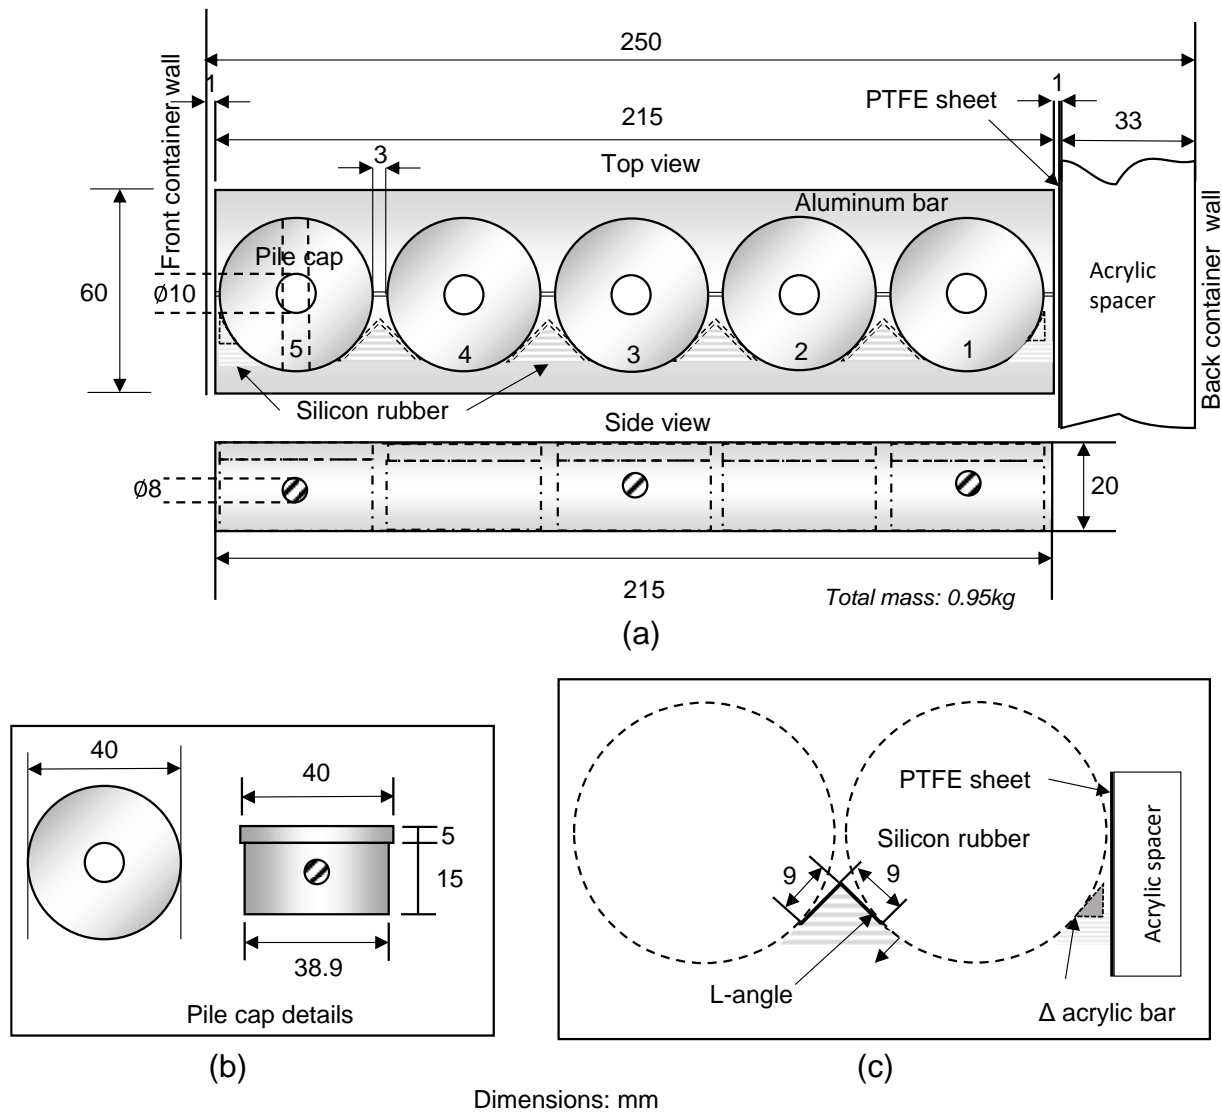 250
Front container wall
1
1
PTFE sheet
215
33
3
Top view
Aluminum bar
Pile cap
Ø10
60
Acrylic
spacer
Back container wall
5
4
3
2
1
Silicon rubber
Side view
Ø8
20
215
Total mass: 0.95kg
(a)
40
40
5
15
38.9
Pile cap details
(b)
PTFE sheet
Silicon rubber
9
9
Acrylic spacer
L-angle
Δ acrylic bar
(c)
Dimensions: mm